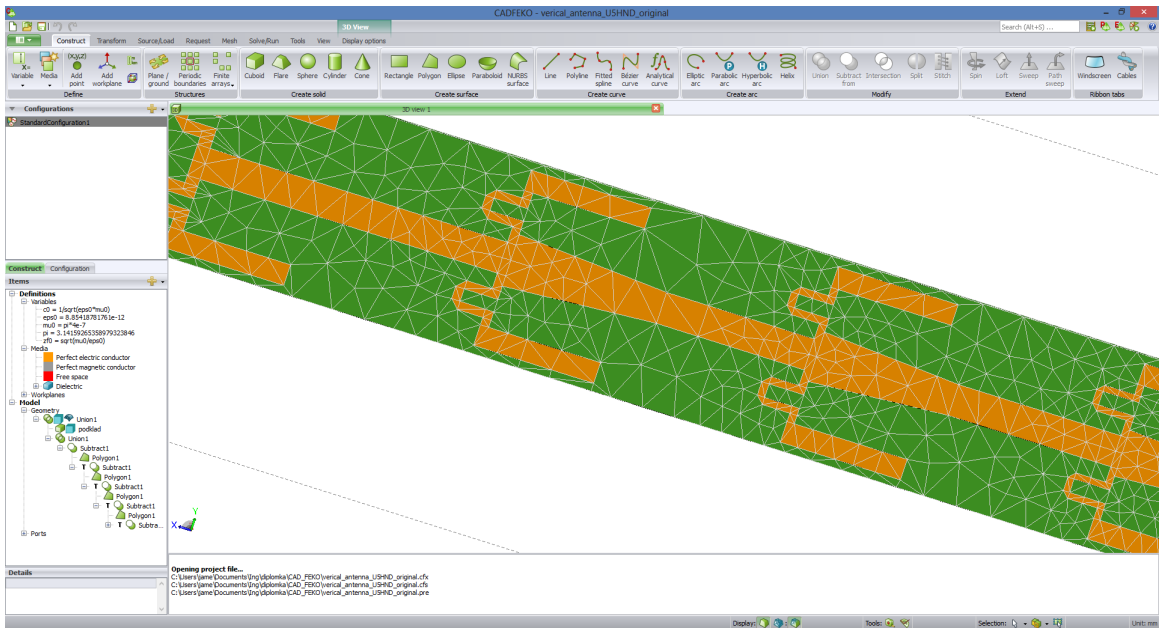 CADFEKO - verical_antenna_U5HND_original
3D View
Search (Alt+S) ...
Construct Transform Source/Load Request Mesh Solve/Run Tools View Display options
Variable Media Add point Add workplane Plane / ground Periodic boundaries Finite arrays Cuboid Flare Sphere Cylinder Cone Rectangle Polygon Ellipse Paraboloid NURBS surface Line Polyline Fitted spline Bézier curve Analytical curve Elliptic arc Parabolic arc Hyperbolic arc Helix Union Subtract from Intersection Split Stitch Spin Loft Sweep Path sweep Windscreen Cables
Define Structures Create solid Create surface Create curve Create arc Modify Extend Ribbon tabs
Configurations
3D View 1
StandardConfiguration1
Construct Configuration
Items
Definitions
Variables
c0 = 1/sqrt(eps0*mu0)
eps0 = 8.85418781761e-12
mu0 = pi*4e-7
pi = 3.14159265358979323846
zf0 = sqrt(mu0/eps0)
Media
Perfect electric conductor
Perfect magnetic conductor
Free space
Dielectric
Workplanes
Model
Geometry
Union1
podklad
Union1
Subtract1
Polygon1
T Subtract1
Polygon1
T Subtract1
Polygon1
T Subtract1
Polygon1
T Subtra...
Ports
Y
X
Details
Opening project file...
C:\Users\jame\Documents\Ing\diplomka\CAD_FEKO\verical_antenna_U5HND_original.cfx
C:\Users\jame\Documents\Ing\diplomka\CAD_FEKO\verical_antenna_U5HND_original.cfs
C:\Users\jame\Documents\Ing\diplomka\CAD_FEKO\verical_antenna_U5HND_original.pre
Display: Tools: Selection: Unit: mm